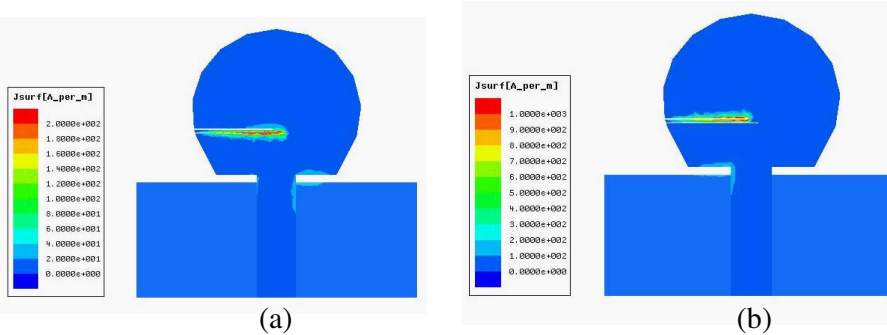 Jsurf[A_per_m]
2.0000e+002
1.8000e+002
1.6000e+002
1.4000e+002
1.2000e+002
1.0000e+002
8.0000e+001
6.0000e+001
4.0000e+001
2.0000e+001
0.0000e+000
(a)
Jsurf[A_per_m]
1.0000e+003
9.0000e+002
8.0000e+002
7.0000e+002
6.0000e+002
5.0000e+002
4.0000e+002
3.0000e+002
2.0000e+002
1.0000e+002
0.0000e+000
(b)